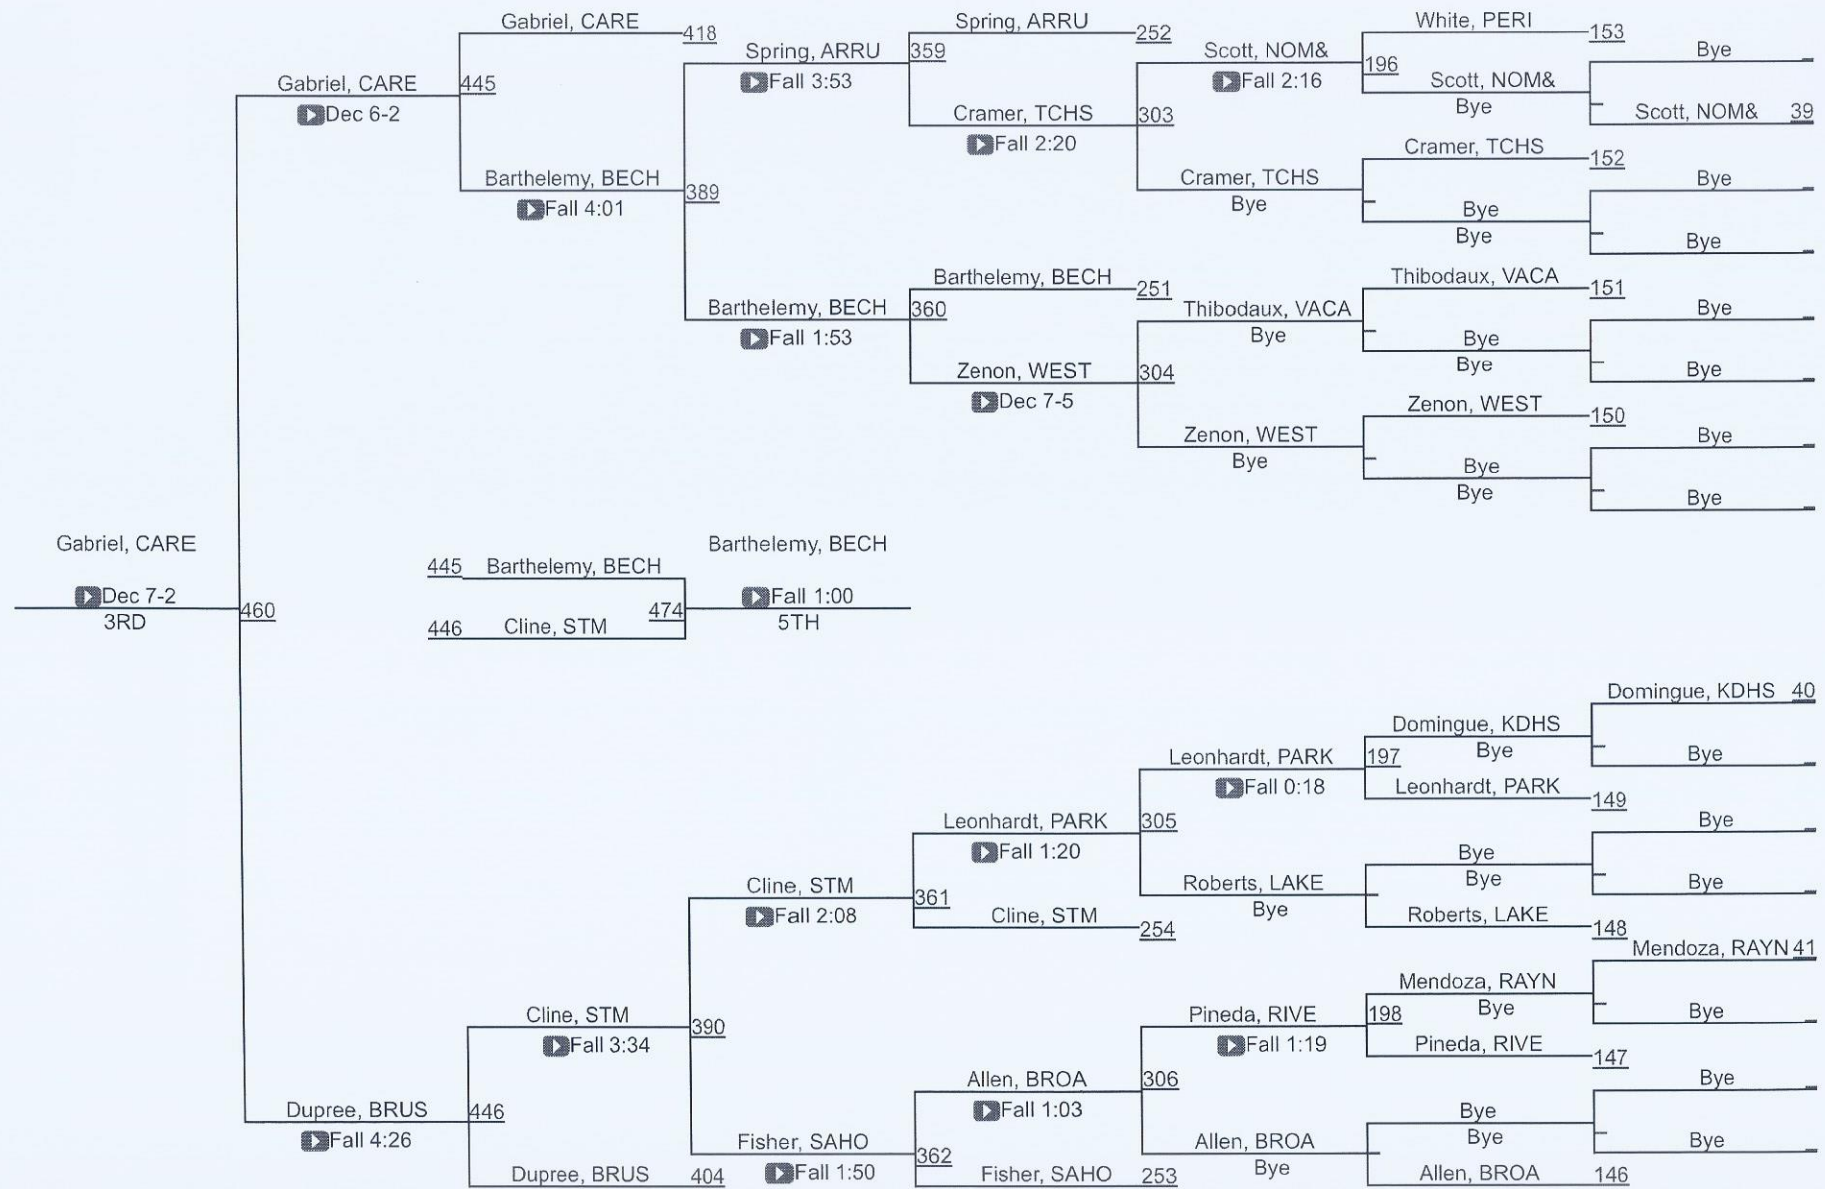 Gabriel, CARE
418
Spring, ARRU
252
White, PERI
153
Bye
Spring, ARRU
359
Scott, NOM&
196
Fall 3:53
Fall 2:16
Scott, NOM&
Bye
Gabriel, CARE
445
Dec 6-2
Cramer, TCHS
303
Scott, NOM& 39
Fall 2:20
Cramer, TCHS
152
Barthelemy, BECH
389
Cramer, TCHS
Bye
Fall 4:01
Bye
Bye
Bye
Bye
Barthelemy, BECH
251
Thibodaux, VACA
151
Barthelemy, BECH
360
Thibodaux, VACA
Bye
Fall 1:53
Bye
Bye
Bye
Zenon, WEST
304
Bye
Dec 7-5
Zenon, WEST
150
Zenon, WEST
Bye
Bye
Bye
Bye
Bye
Gabriel, CARE
Barthelemy, BECH
445 Barthelemy, BECH
Dec 7-2
460
474
Fall 1:00
3RD
446 Cline, STM
5TH
Domingue, KDHS 40
Domingue, KDHS
Leonhardt, PARK
197
Bye
Bye
Fall 0:18
Leonhardt, PARK
149
Leonhardt, PARK
305
Bye
Fall 1:20
Bye
Cline, STM
361
Roberts, LAKE
Bye
Bye
Fall 2:08
Bye
Cline, STM
254
Roberts, LAKE
148
Mendoza, RAYN 41
Mendoza, RAYN
Cline, STM
390
Pineda, RIVE
198
Bye
Bye
Fall 3:34
Fall 1:19
Pineda, RIVE
147
Allen, BROA
306
Bye
Dupree, BRUS
446
Fall 1:03
Bye
Fall 4:26
Fisher, SAHO
362
Allen, BROA
Bye
Bye
Dupree, BRUS
404
Fall 1:50
Fisher, SAHO
253
Bye
Allen, BROA
146